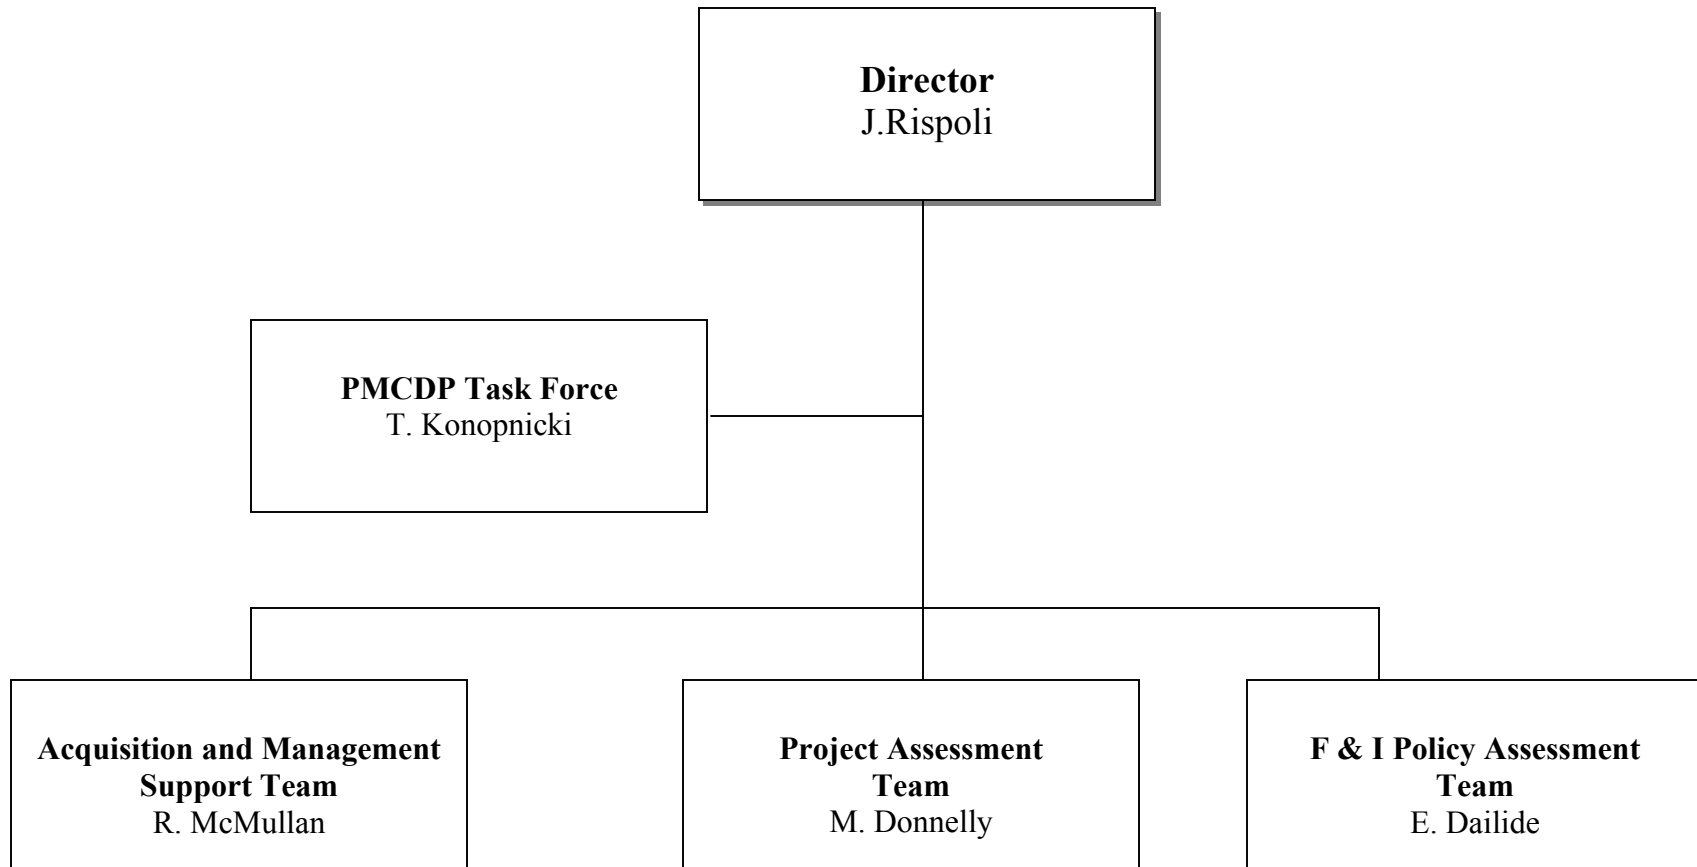 Director
J.Rispoli
PMCDP Task Force
T. Konopnicki
Acquisition and Management
Support Team
R. McMullan
Project Assessment
Team
M. Donnelly
F & I Policy Assessment
Team
E. Dailide